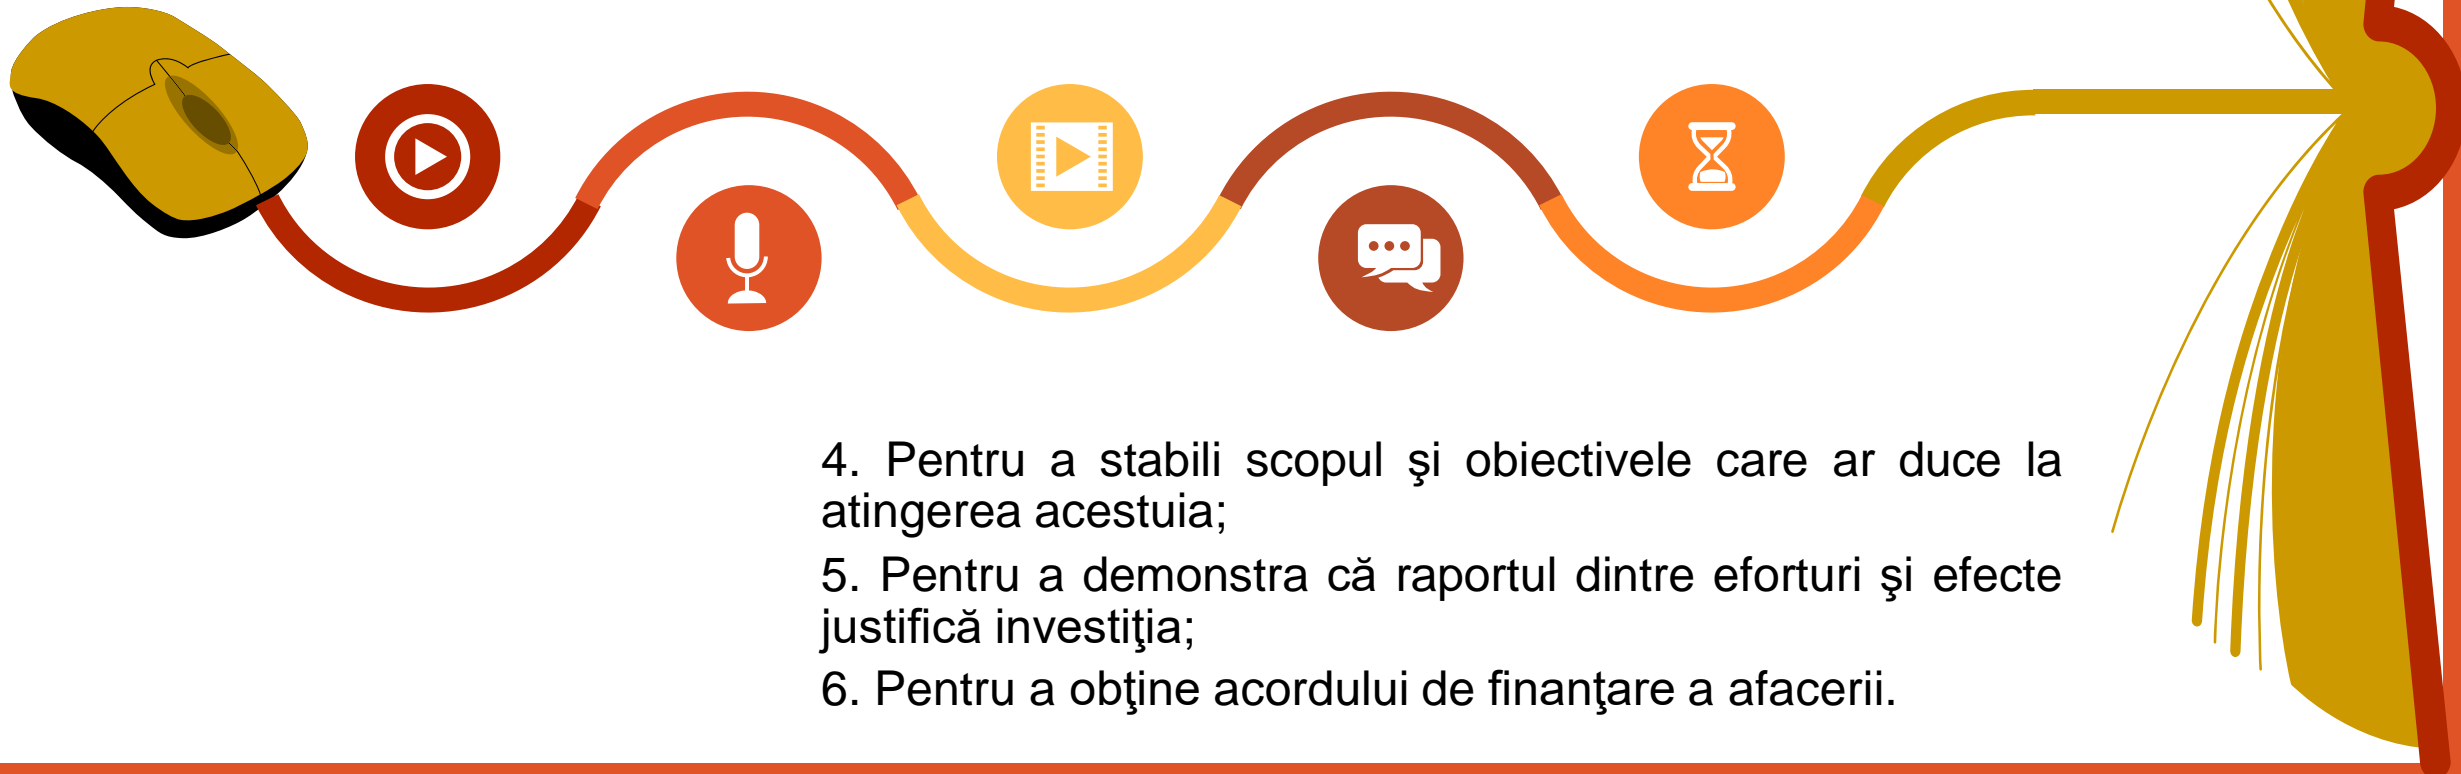 4. Pentru a stabili scopul şi obiectivele care ar duce la
atingerea acestuia;
5. Pentru a demonstra că raportul dintre eforturi şi efecte
justifică investiţia;
6. Pentru a obţine acordului de finanţare a afacerii.